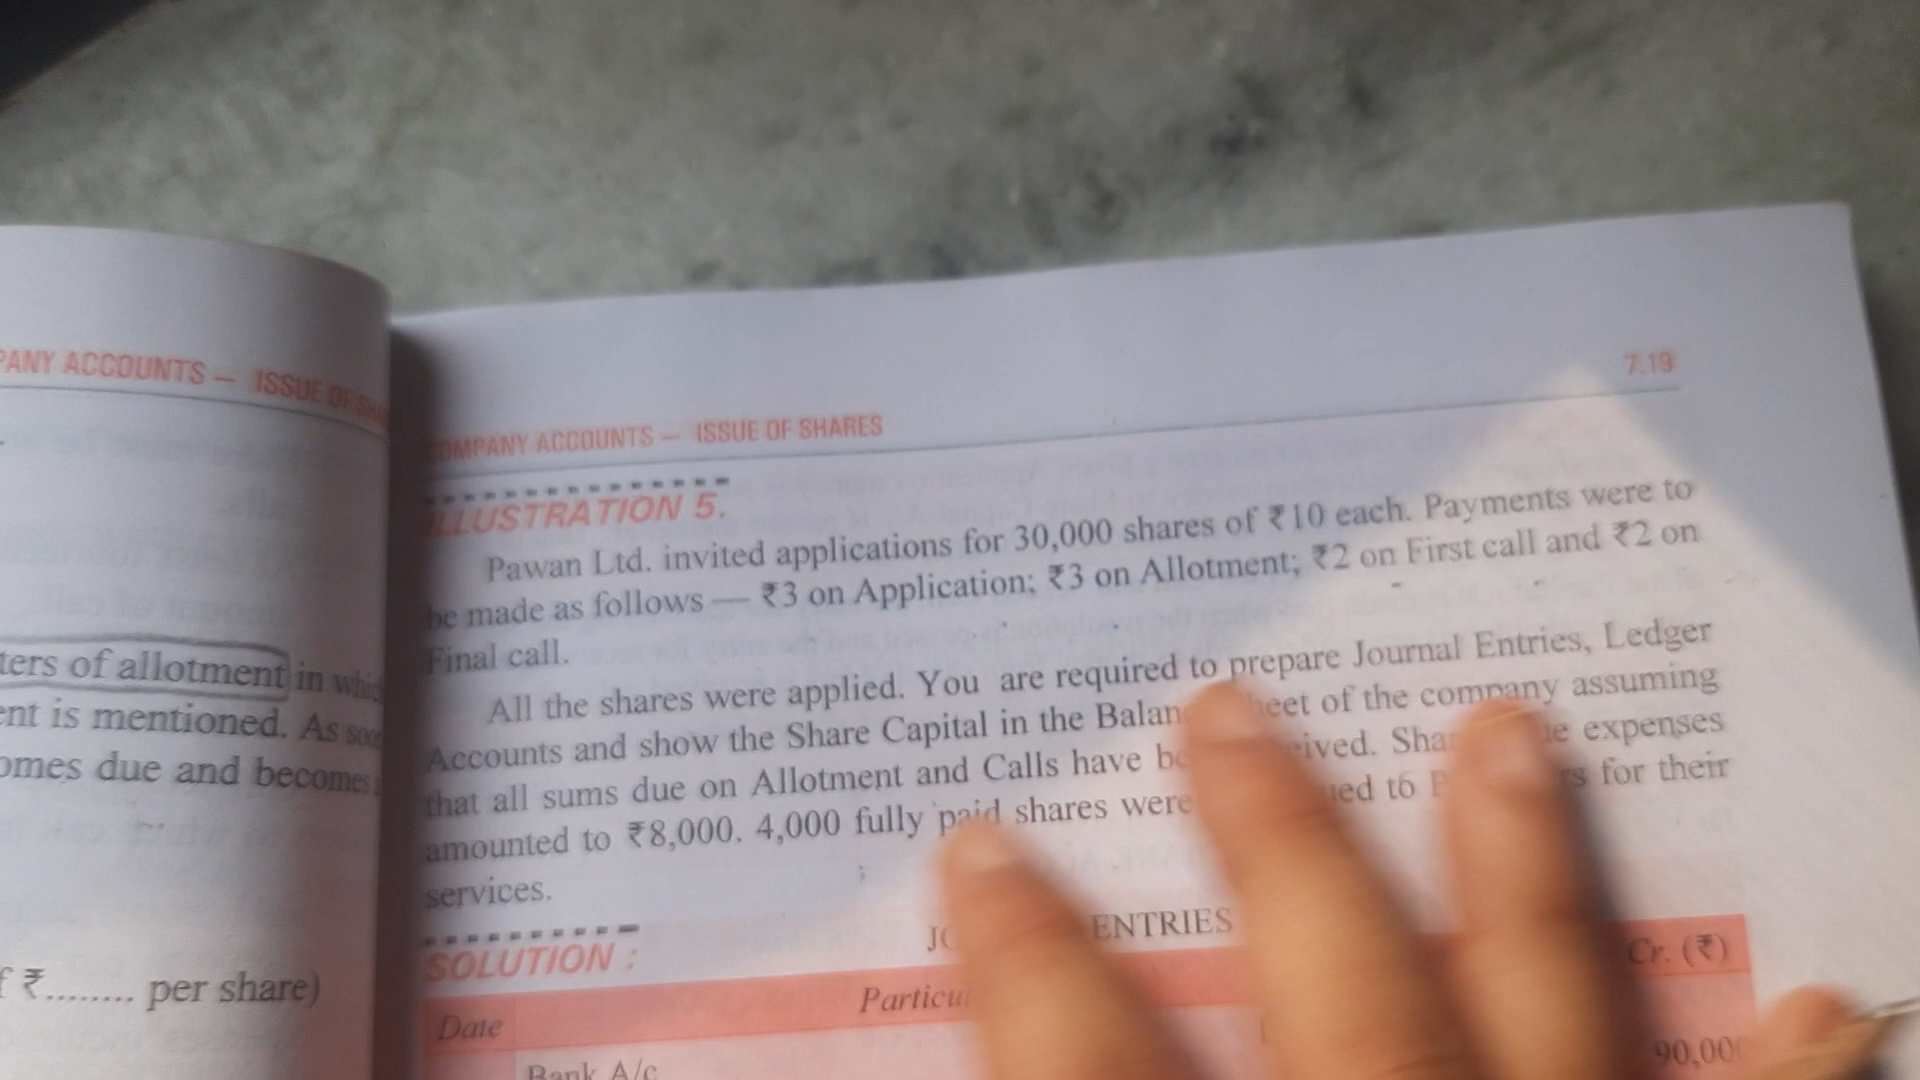 PANY ACCOUNTS — ISSUE OF
ters of allotment in
ent is mentioned. As
omes due and becomes
₹........ per share)
7.19
COMPANY ACCOUNTS — ISSUE OF SHARES
ILLUSTRATION 5.
Pawan Ltd. invited applications for 30,000 shares of ₹10 each. Payments were to
be made as follows — ₹3 on Application; ₹3 on Allotment; ₹2 on First call and ₹2 on
Final call.
All the shares were applied. You are required to prepare Journal Entries, Ledger
Accounts and show the Share Capital in the of the company assuming
that all sums due on Allotment and Calls have expenses
amounted to ₹8,000. 4,000 fully paid shares were to for their
services.
SOLUTION :
ENTRIES
Date Cr. (₹)
Bank A/c